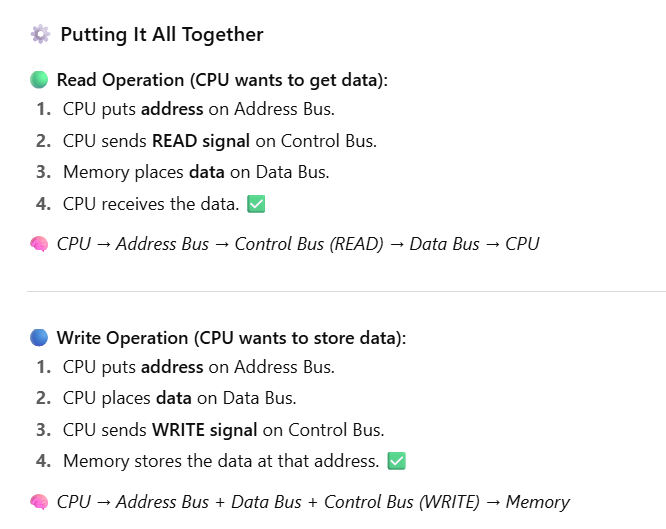 ⚙️ Putting It All Together
🟢 Read Operation (CPU wants to get data):
1. CPU puts address on Address Bus.
2. CPU sends READ signal on Control Bus.
3. Memory places data on Data Bus.
4. CPU receives the data. ✅
🧠 CPU → Address Bus → Control Bus (READ) → Data Bus → CPU
🔵 Write Operation (CPU wants to store data):
1. CPU puts address on Address Bus.
2. CPU places data on Data Bus.
3. CPU sends WRITE signal on Control Bus.
4. Memory stores the data at that address. ✅
🧠 CPU → Address Bus + Data Bus + Control Bus (WRITE) → Memory